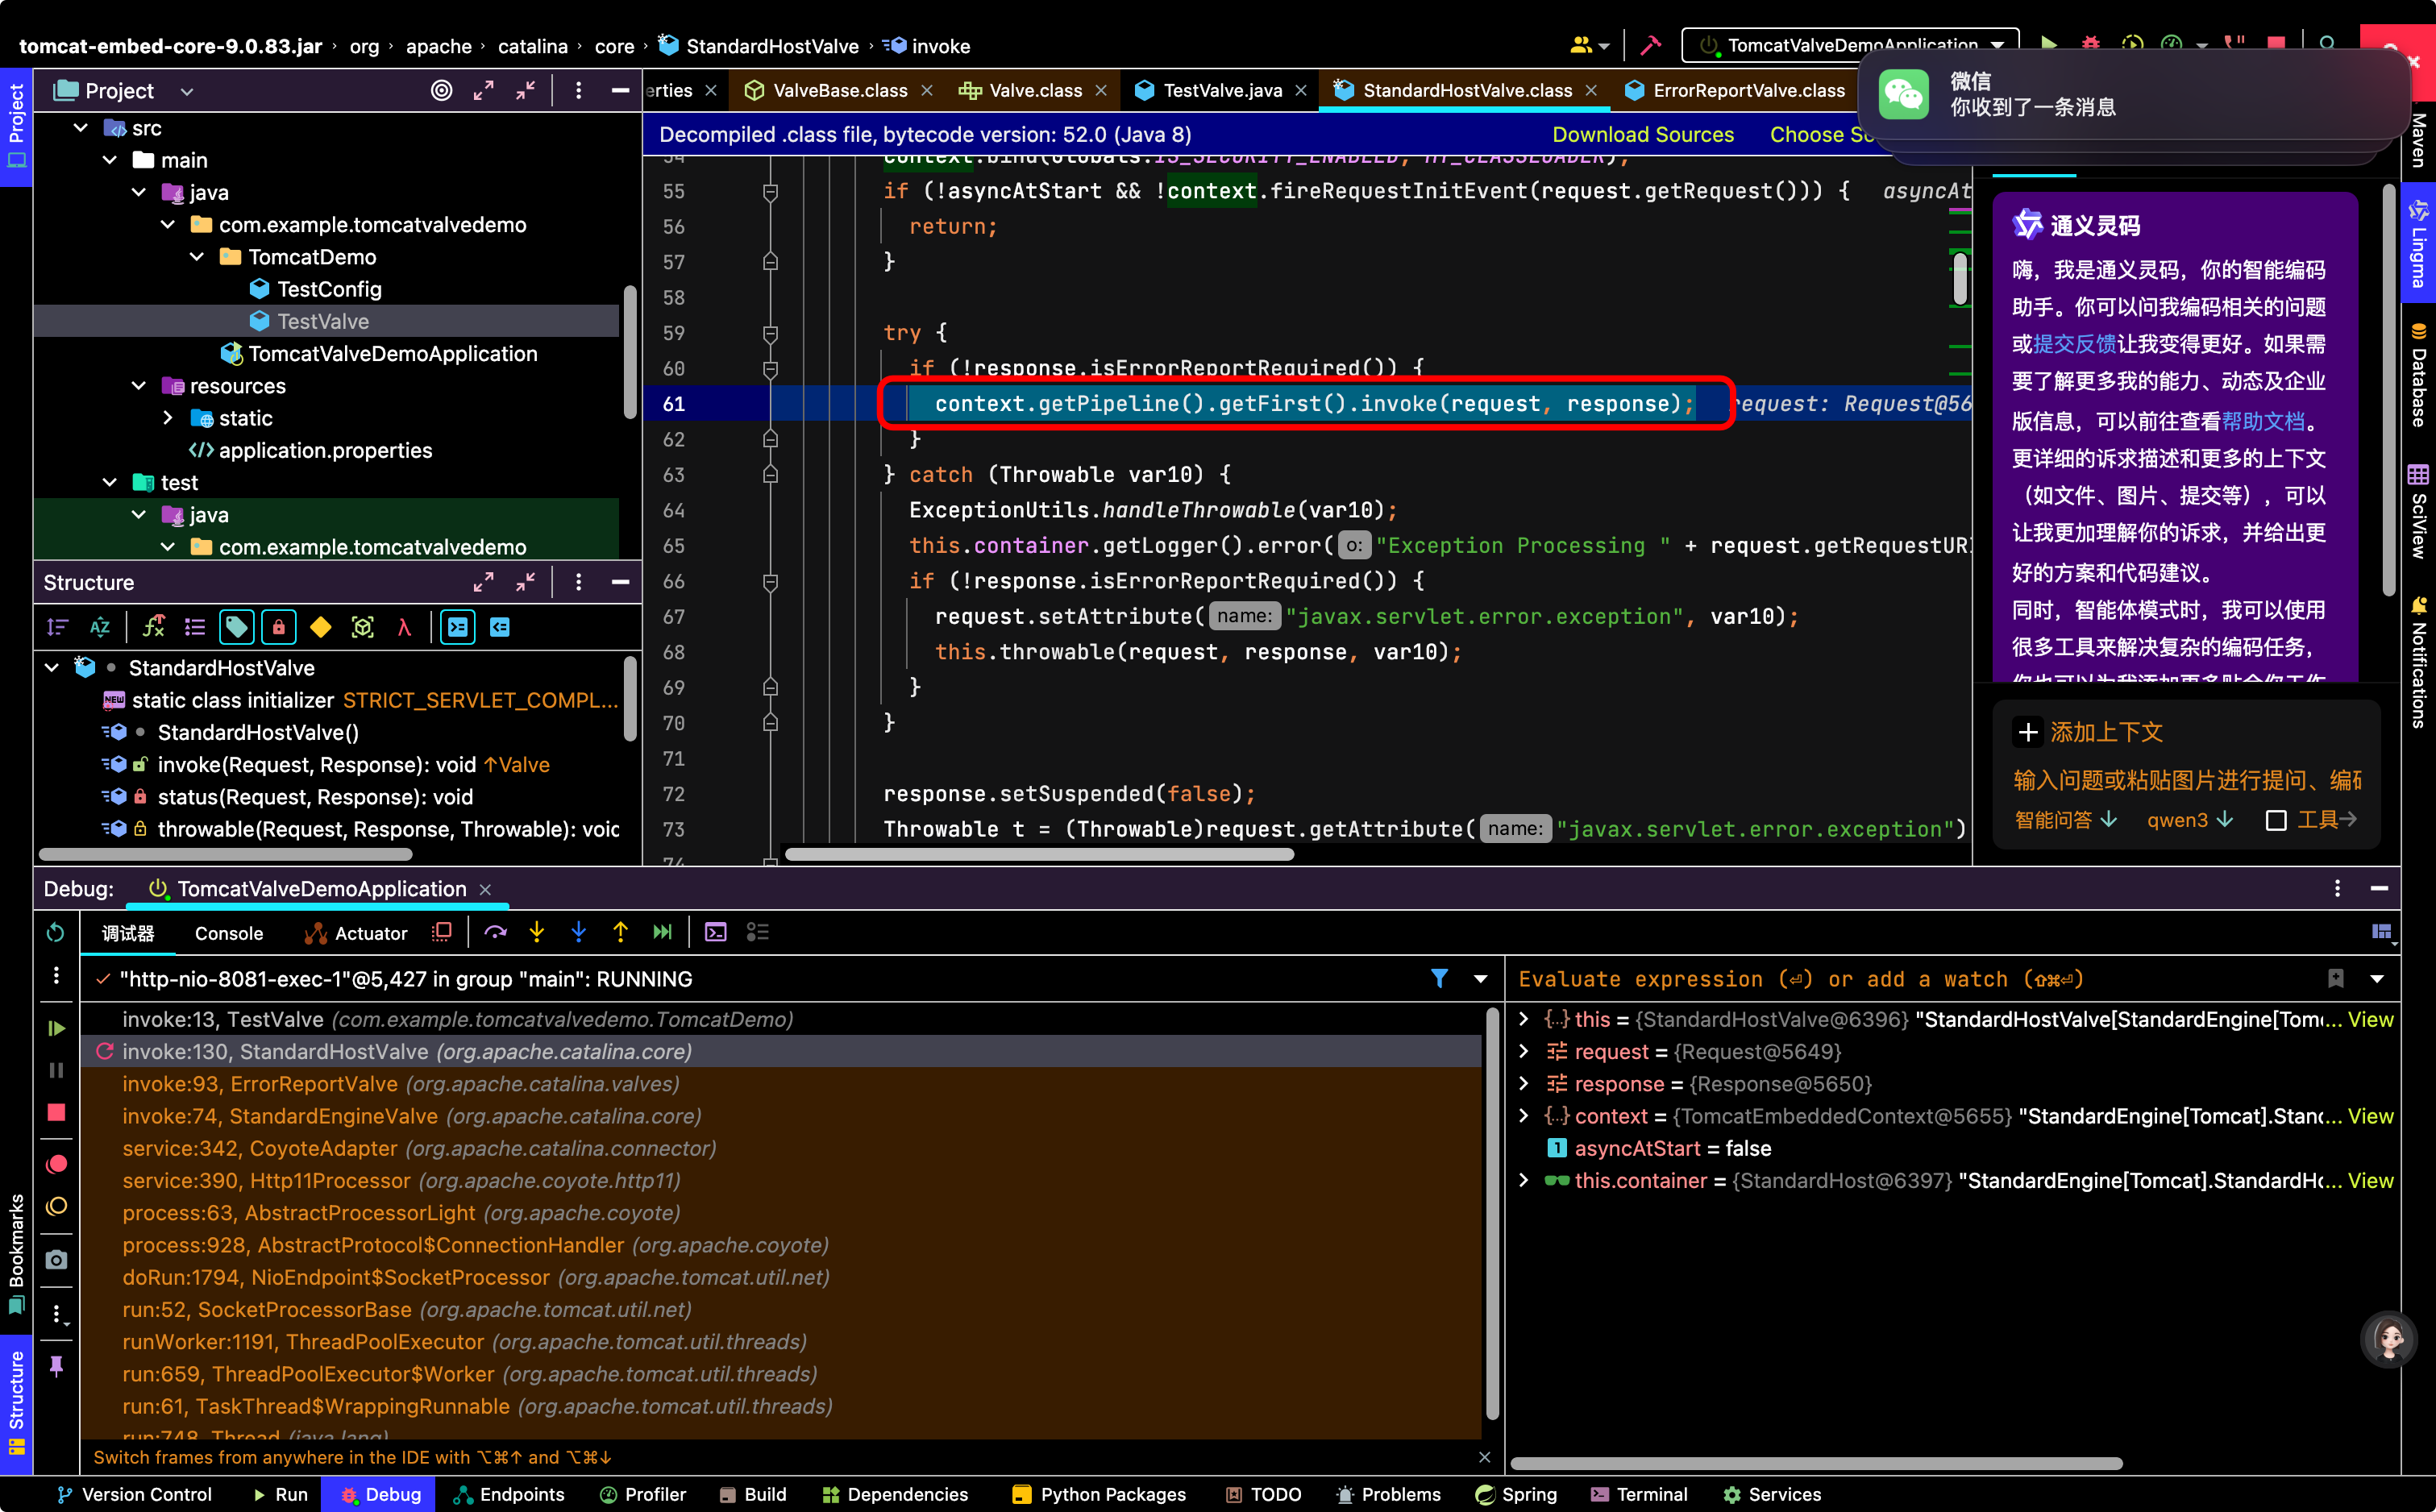 tomcat-embed-core-9.0.83.jar › org › apache › catalina › core › StandardHostValve › invoke
TomcatValveDemoApplication
微信
你收到了一条消息
Project
Project
src
main
java
com.example.tomcatvalvedemo
TomcatDemo
TestConfig
TestValve
TomcatValveDemoApplication
resources
static
application.properties
test
java
com.example.tomcatvalvedemo
Structure
StandardHostValve
static class initializer STRICT_SERVLET_COMPL...
StandardHostValve()
invoke(Request, Response): void ↑Valve
status(Request, Response): void
throwable(Request, Response, Throwable): void
erties
ValveBase.class
Valve.class
TestValve.java
StandardHostValve.class
ErrorReportValve.class
Decompiled .class file, bytecode version: 52.0 (Java 8)
Download Sources
Choose So
54 context.bind(Globals.IS_SECURITY_ENABLED, MY_CLASSLOADER);
55 if (!asyncAtStart && !context.fireRequestInitEvent(request.getRequest())) { asyncAt
56 return;
57 }
58
59 try {
60 if (!response.isErrorReportRequired()) {
61 context.getPipeline().getFirst().invoke(request, response); request: Request@56
62 }
63 } catch (Throwable var10) {
64 ExceptionUtils.handleThrowable(var10);
65 this.container.getLogger().error( o: "Exception Processing " + request.getRequestURI
66 if (!response.isErrorReportRequired()) {
67 request.setAttribute( name: "javax.servlet.error.exception", var10);
68 this.throwable(request, response, var10);
69 }
70 }
71
72 response.setSuspended(false);
73 Throwable t = (Throwable)request.getAttribute( name: "javax.servlet.error.exception")
74
通义灵码
嗨，我是通义灵码，你的智能编码
助手。你可以问我编码相关的问题
或提交反馈让我变得更好。如果需
要了解更多我的能力、动态及企业
版信息，可以前往查看帮助文档。
更详细的诉求描述和更多的上下文
（如文件、图片、提交等），可以
让我更加理解你的诉求，并给出更
好的方案和代码建议。
同时，智能体模式时，我可以使用
很多工具来解决复杂的编码任务，
添加上下文
输入问题或粘贴图片进行提问、编码
智能问答 qwen3 工具
Maven
Lingma
Database
SciView
Notifications
Debug: TomcatValveDemoApplication
调试器 Console Actuator
"http-nio-8081-exec-1"@5,427 in group "main": RUNNING
invoke:13, TestValve (com.example.tomcatvalvedemo.TomcatDemo)
invoke:130, StandardHostValve (org.apache.catalina.core)
invoke:93, ErrorReportValve (org.apache.catalina.valves)
invoke:74, StandardEngineValve (org.apache.catalina.core)
service:342, CoyoteAdapter (org.apache.catalina.connector)
service:390, Http11Processor (org.apache.coyote.http11)
process:63, AbstractProcessorLight (org.apache.coyote)
process:928, AbstractProtocol$ConnectionHandler (org.apache.coyote)
doRun:1794, NioEndpoint$SocketProcessor (org.apache.tomcat.util.net)
run:52, SocketProcessorBase (org.apache.tomcat.util.net)
runWorker:1191, ThreadPoolExecutor (org.apache.tomcat.util.threads)
run:659, ThreadPoolExecutor$Worker (org.apache.tomcat.util.threads)
run:61, TaskThread$WrappingRunnable (org.apache.tomcat.util.threads)
run:748, Thread (java.lang)
Switch frames from anywhere in the IDE with ⌥⌘↑ and ⌥⌘↓
Evaluate expression (⏎) or add a watch (⇧⌘⏎)
this = {StandardHostValve@6396} "StandardHostValve[StandardEngine[Tom... View
request = {Request@5649}
response = {Response@5650}
context = {TomcatEmbeddedContext@5655} "StandardEngine[Tomcat].Stan... View
asyncAtStart = false
this.container = {StandardHost@6397} "StandardEngine[Tomcat].StandardH... View
Bookmarks
Structure
Version Control
Run
Debug
Endpoints
Profiler
Build
Dependencies
Python Packages
TODO
Problems
Spring
Terminal
Services